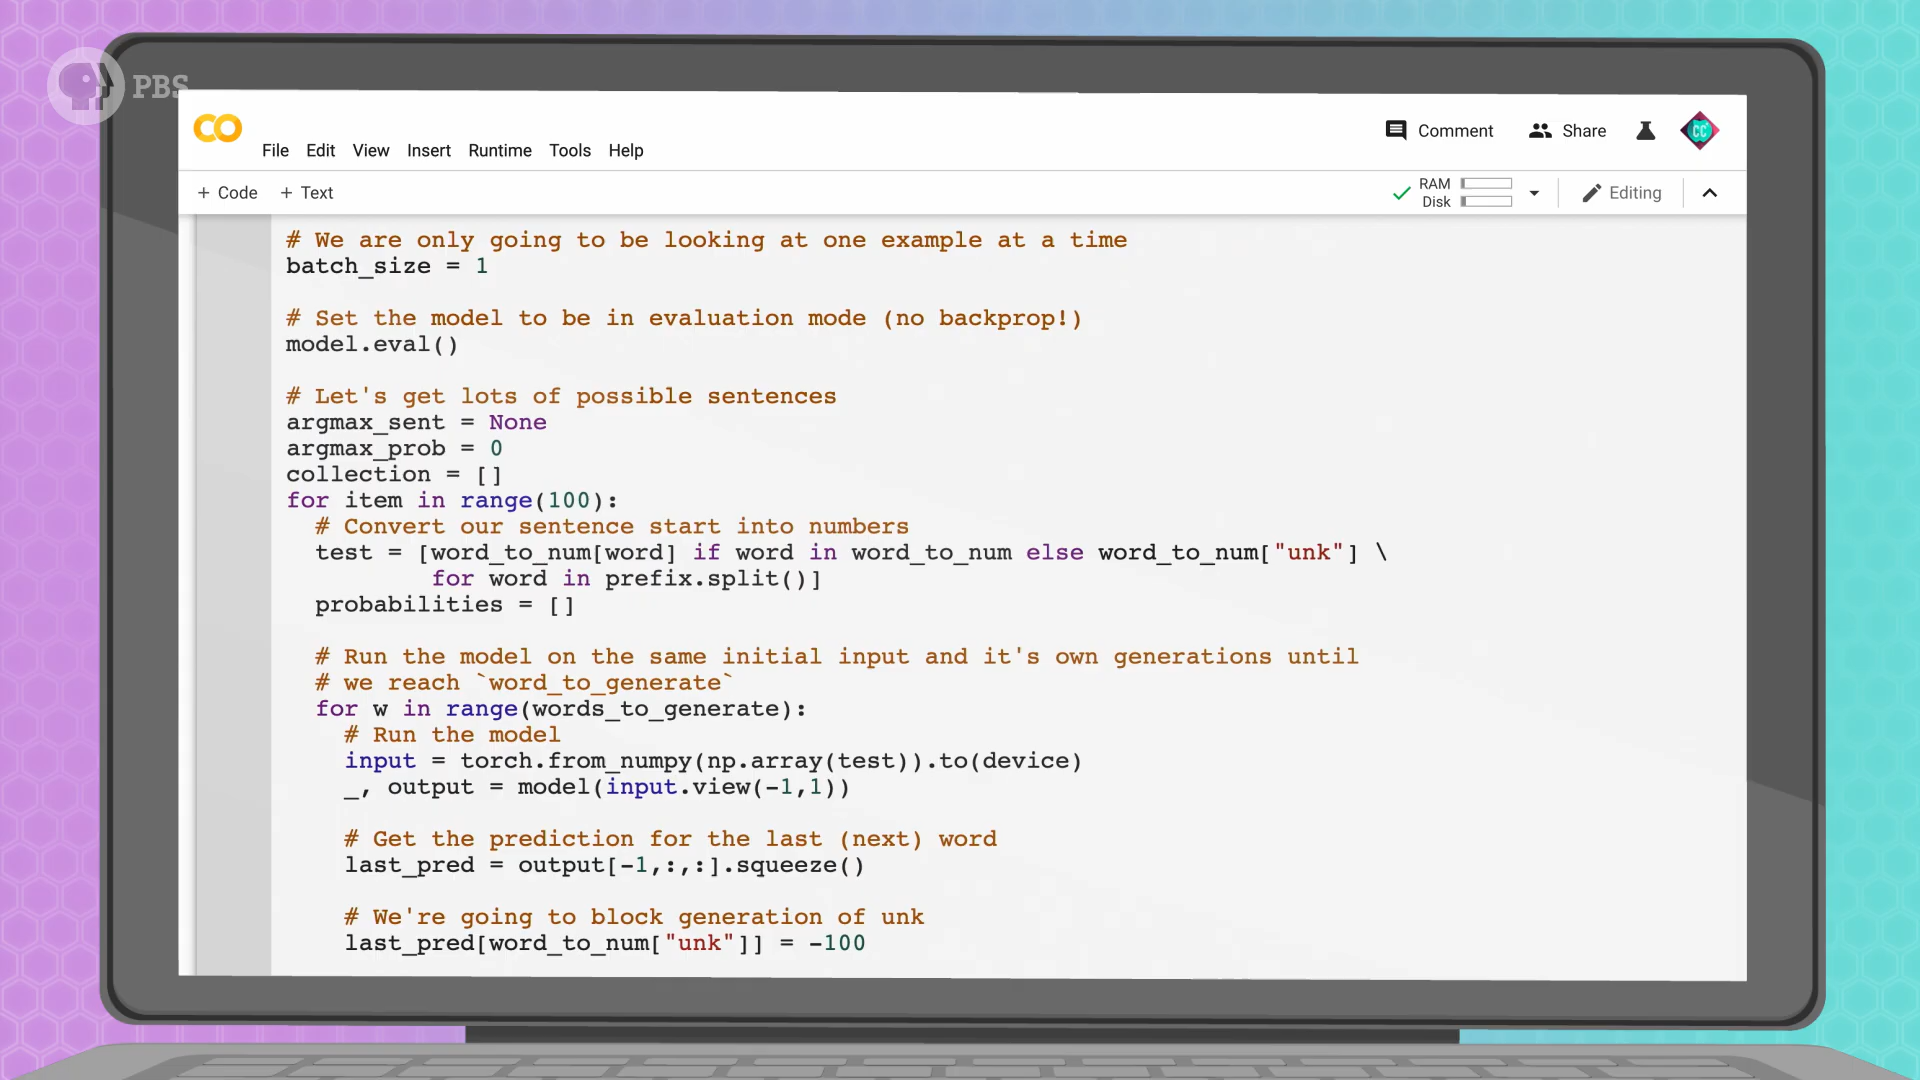 PBS
CO
File Edit View Insert Runtime Tools Help
Comment Share
CC
+ Code + Text
RAM
Disk
Editing
# We are only going to be looking at one example at a time
batch_size = 1
# Set the model to be in evaluation mode (no backprop!)
model.eval()
# Let's get lots of possible sentences
argmax_sent = None
argmax_prob = 0
collection = []
for item in range(100):
  # Convert our sentence start into numbers
  test = [word_to_num[word] if word in word_to_num else word_to_num["unk"] \
          for word in prefix.split()]
  probabilities = []
  # Run the model on the same initial input and it's own generations until
  # we reach `word_to_generate`
  for w in range(words_to_generate):
    # Run the model
    input = torch.from_numpy(np.array(test)).to(device)
    _, output = model(input.view(-1,1))
    # Get the prediction for the last (next) word
    last_pred = output[-1,:,:].squeeze()
    # We're going to block generation of unk
    last_pred[word_to_num["unk"]] = -100